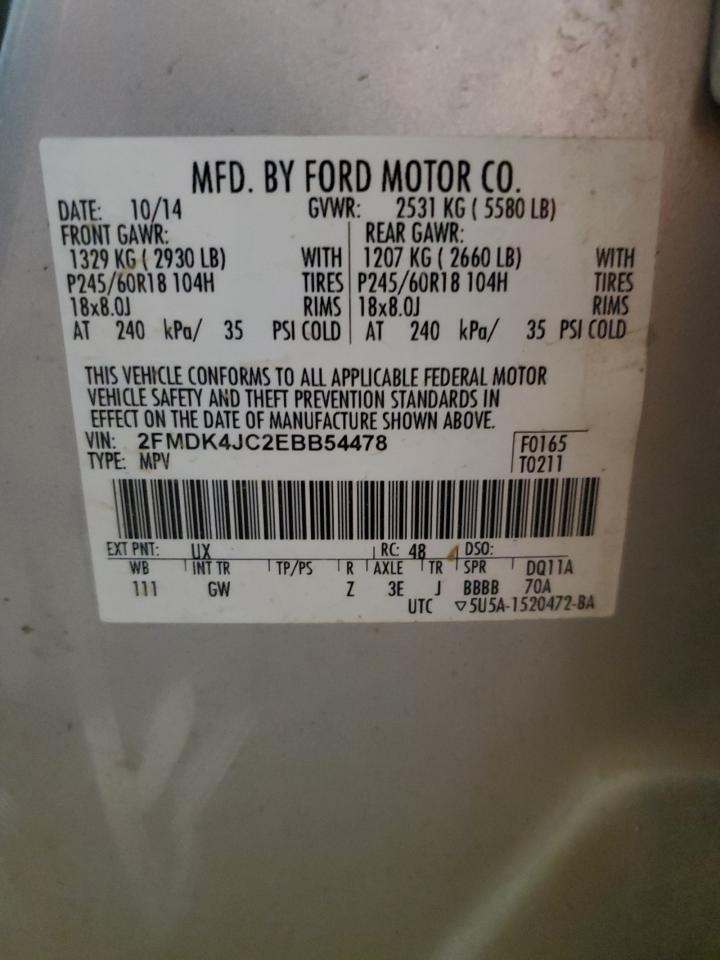 MFD. BY FORD MOTOR CO.
DATE: 10/14 GVWR: 2531 KG ( 5580 LB)
FRONT GAWR: REAR GAWR:
1329 KG ( 2930 LB) WITH 1207 KG ( 2660 LB) WITH
P245/60R18 104H TIRES P245/60R18 104H TIRES
18x8.0J RIMS 18x8.0J RIMS
AT 240 kPa/ 35 PSI COLD AT 240 kPa/ 35 PSI COLD
THIS VEHICLE CONFORMS TO ALL APPLICABLE FEDERAL MOTOR
VEHICLE SAFETY AND THEFT PREVENTION STANDARDS IN
EFFECT ON THE DATE OF MANUFACTURE SHOWN ABOVE.
VIN: 2FMDK4JC2EBB54478 F0165
TYPE: MPV T0211
EXT PNT: UX RC: 48 DSO:
WB INT TR TP/PS R AXLE TR SPR DQ11A
111 GW Z 3E J BBBB 70A
UTC ▽5U5A-1520472-BA